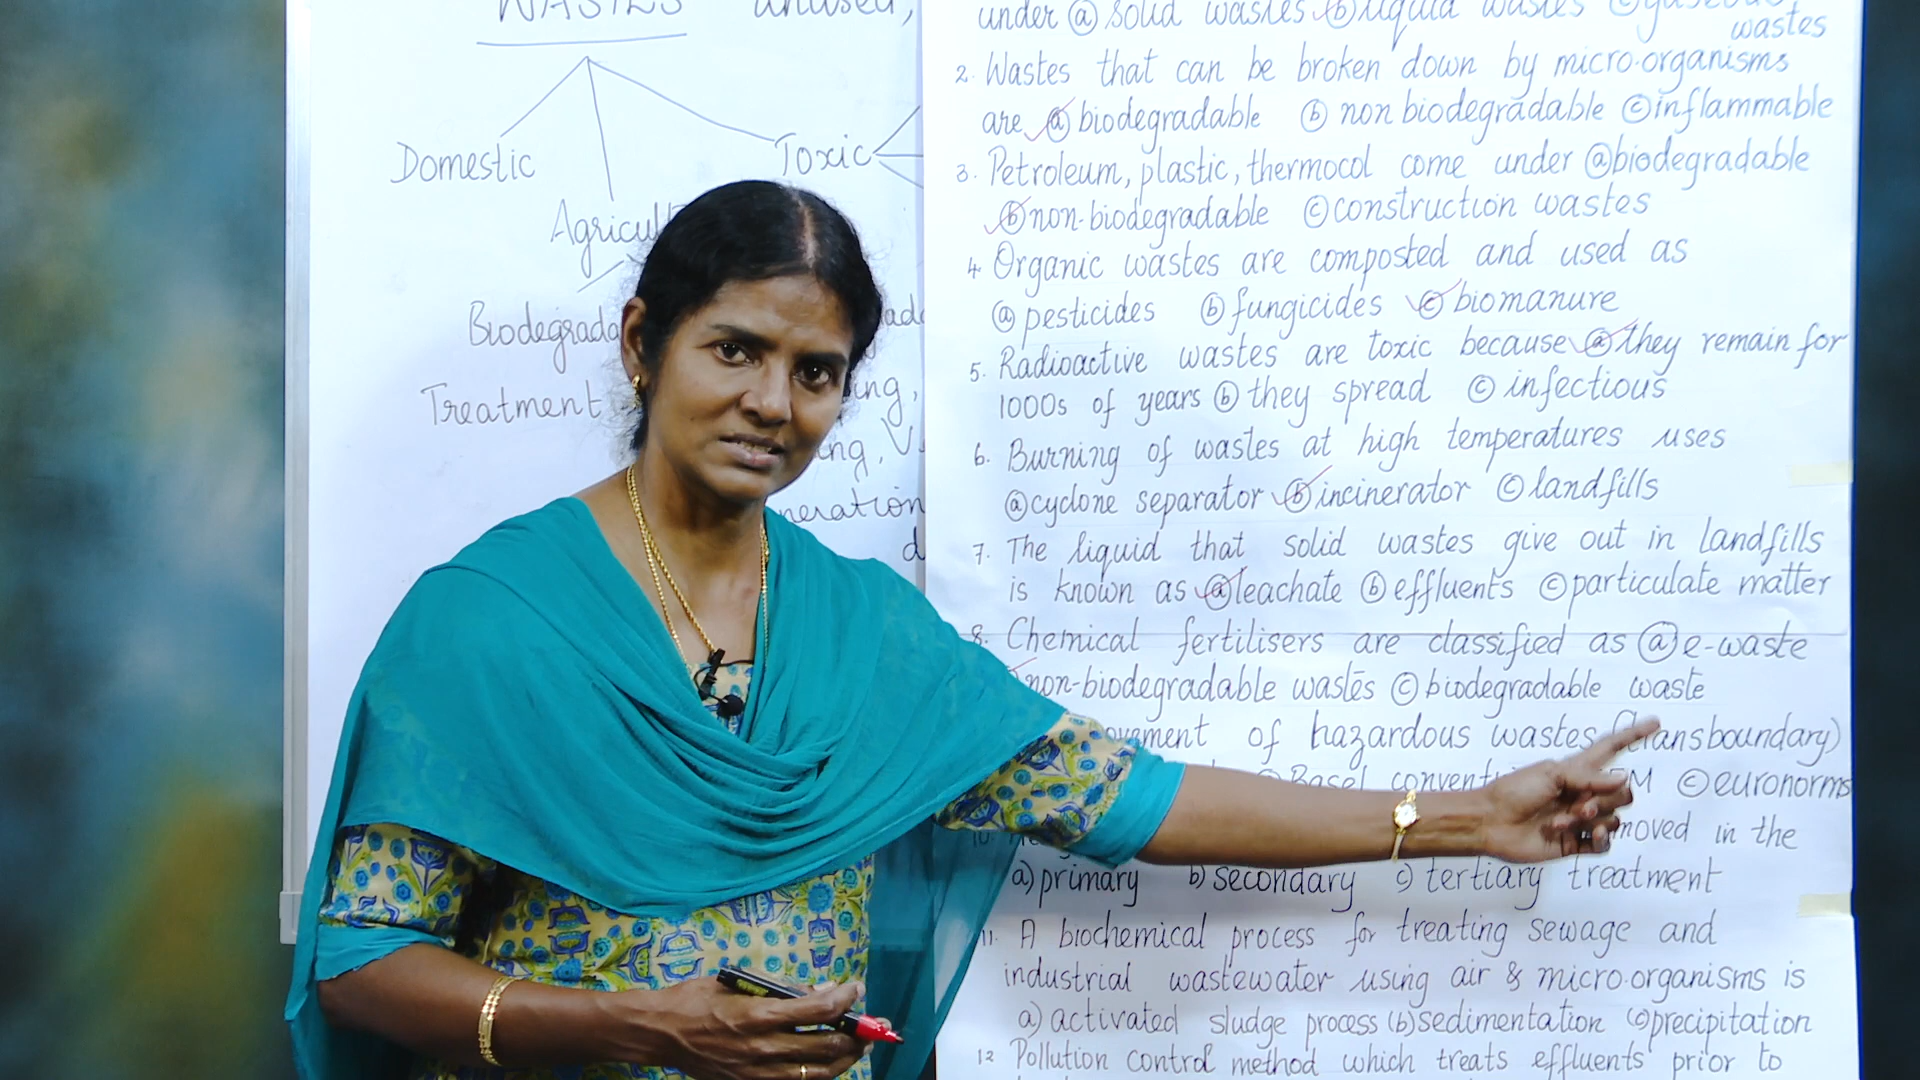 WASTES unused,
Domestic
Toxic
Treatment
under ⓐ solid wastes ⓑ liquid wastes ⓒ gaseous
wastes
2. Wastes that can be broken down by micro-organisms
are ⓐ biodegradable ⓑ non biodegradable ⓒ inflammable
3. Petroleum, plastic, thermocol come under ⓐ biodegradable
ⓑ non-biodegradable ⓒ construction wastes
4. Organic wastes are composted and used as
ⓐ pesticides ⓑ fungicides ⓒ biomanure
5. Radioactive wastes are toxic because ⓐ they remain for
1000s of years ⓑ they spread ⓒ infectious
6. Burning of wastes at high temperatures uses
ⓐ cyclone separator ⓑ incinerator ⓒ landfills
7. The liquid that solid wastes give out in landfills
is known as ⓐ leachate ⓑ effluents ⓒ particulate matter
8. Chemical fertilisers are classified as ⓐ e-waste
non-biodegradable wastes ⓒ biodegradable waste
of hazardous wastes (transboundary)
Basel ⓒ euronorms
10. moved in the
a) primary b) secondary c) tertiary treatment
11. A biochemical process for treating sewage and
industrial wastewater using air & micro-organisms is
a) activated sludge process (b) sedimentation (c) precipitation
12 Pollution control method which treats effluents prior to